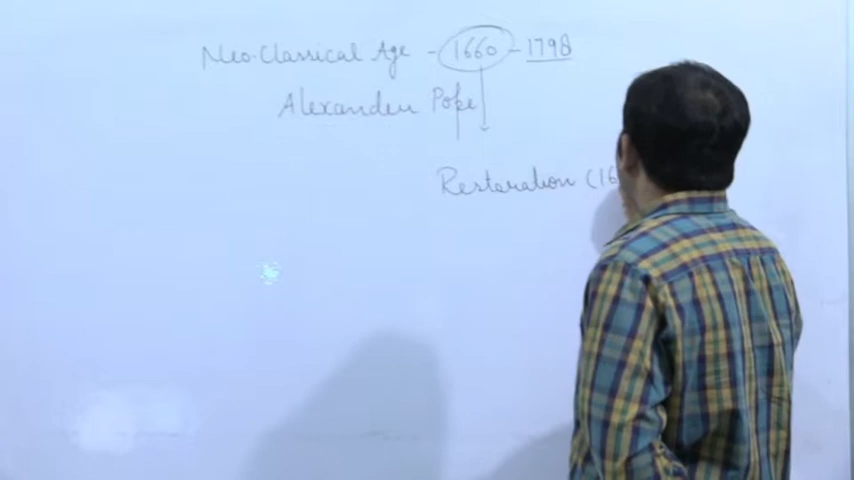 Neo-Classical Age - 1660 - 1798
Alexander Pope
Restoration (16